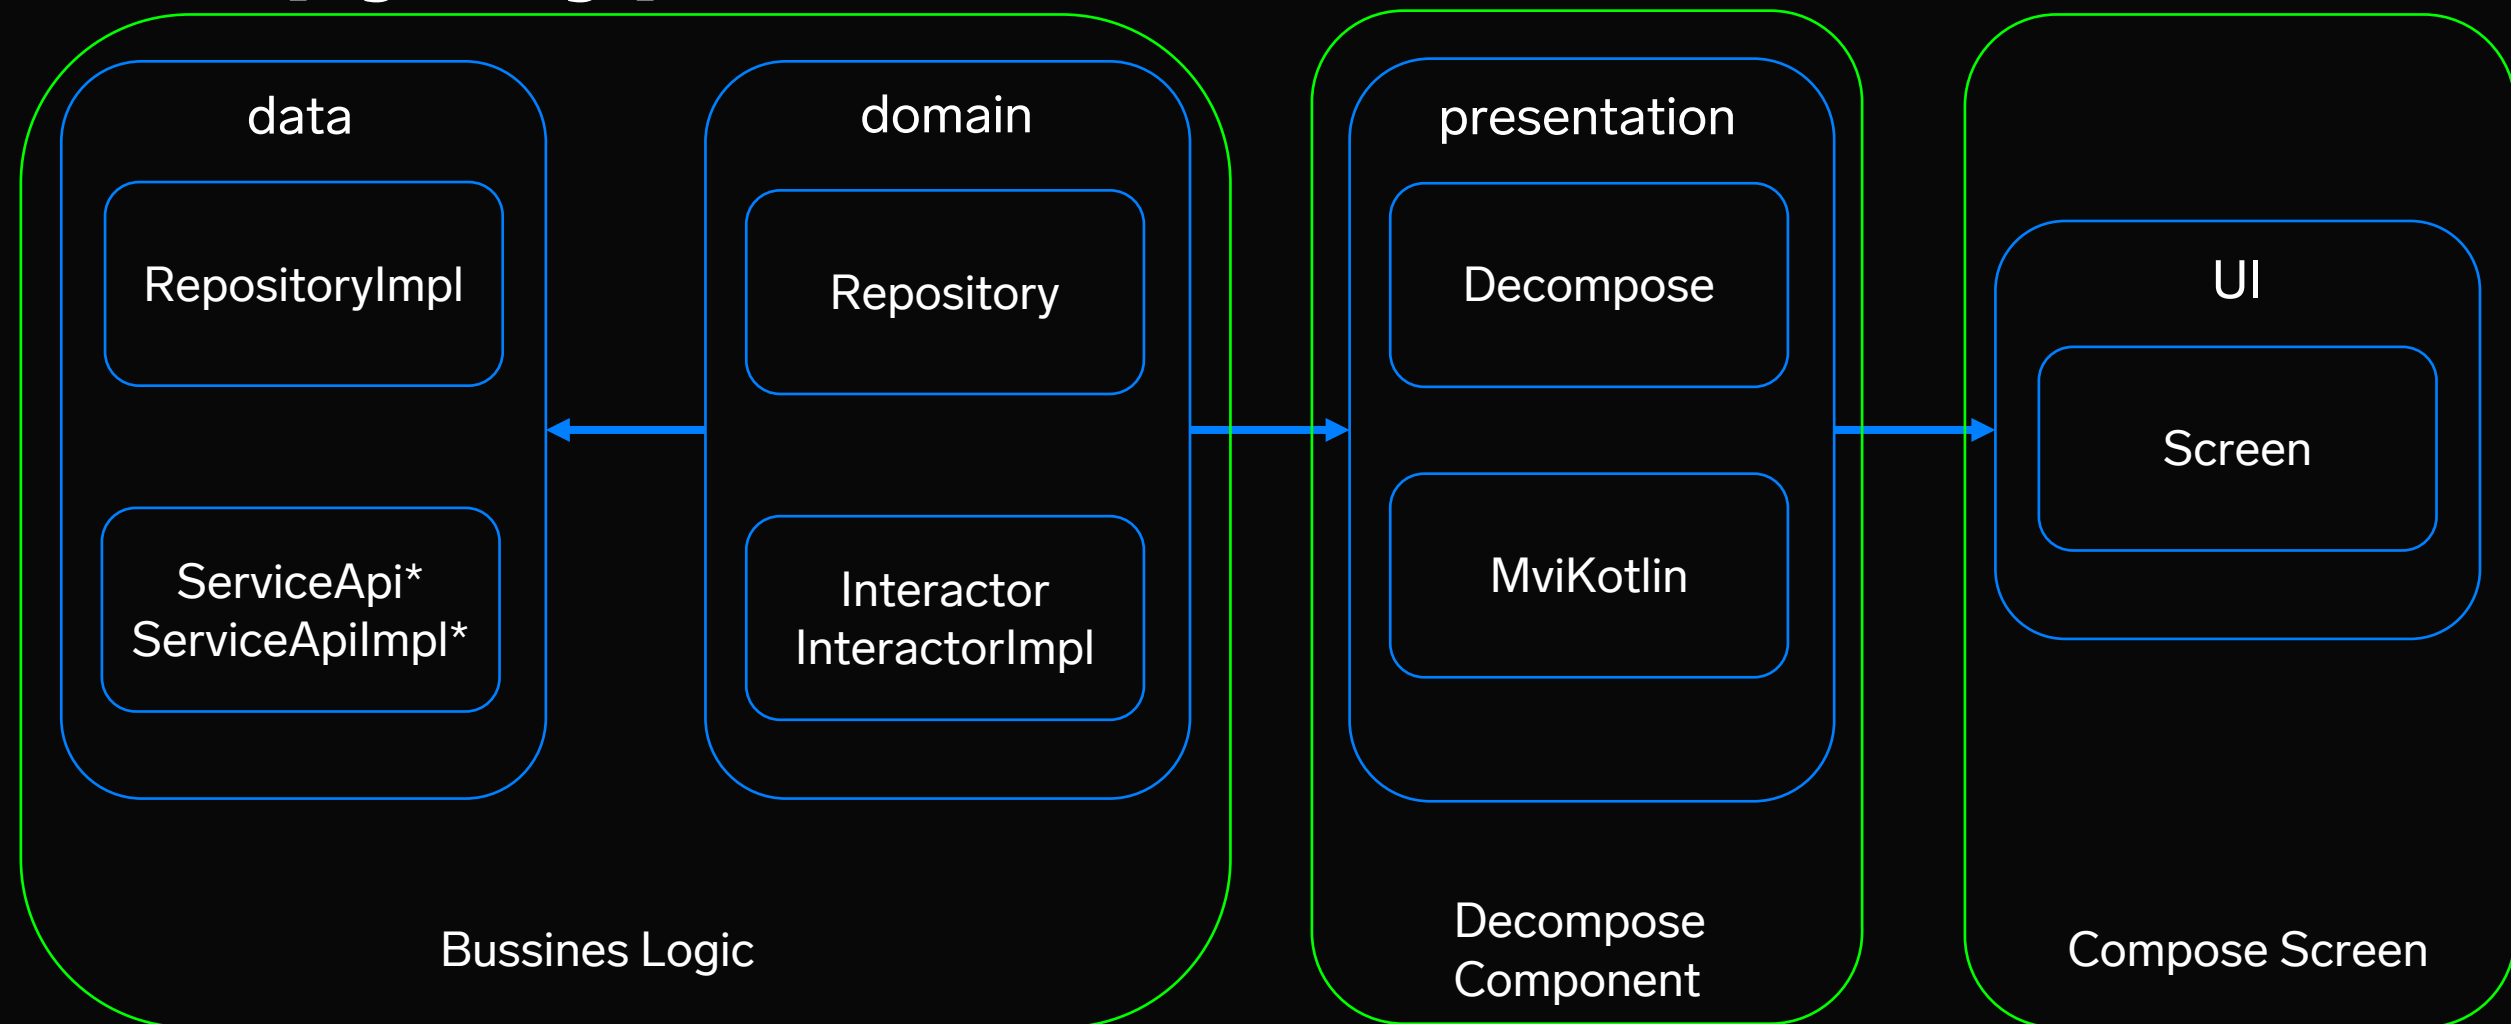 data
RepositoryImpl
ServiceApi*
ServiceApiImpl*
domain
Repository
Interactor
InteractorImpl
Bussines Logic
presentation
Decompose
MviKotlin
Decompose
Component
UI
Screen
Compose Screen